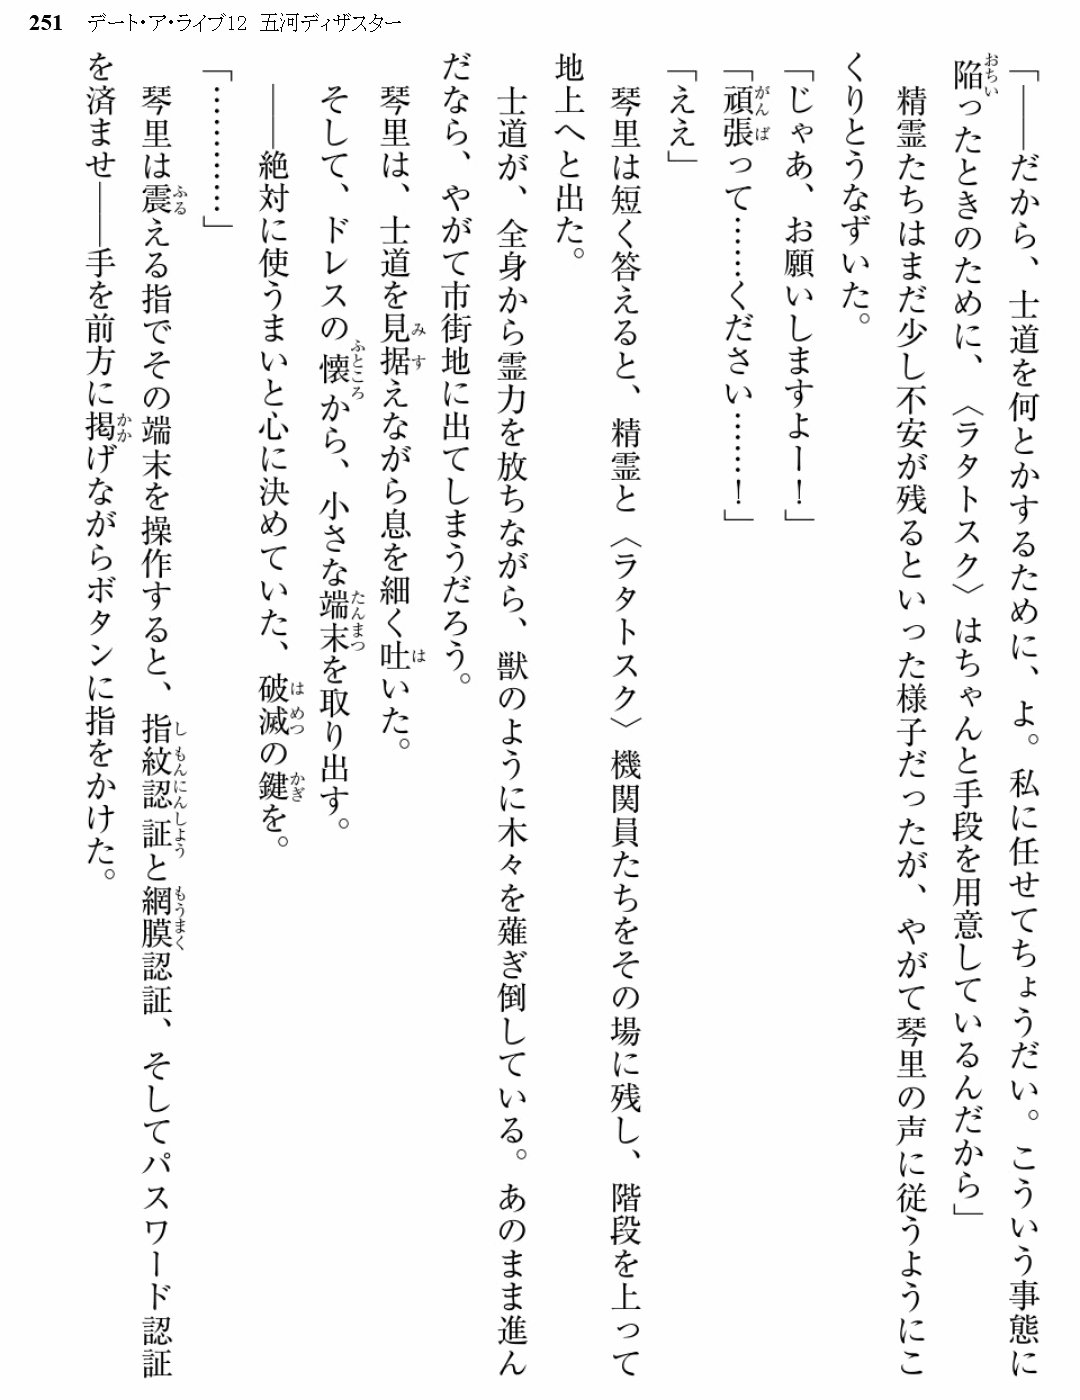 251 デート・ア・ライブ12 五河ディザスター
「――だから、士道を何とかするために、よ。私に任せてちょうだい。こういう事態に
陥ったときのために、〈ラタトスク〉はちゃんと手段を用意しているんだから」
精霊たちはまだ少し不安が残るといった様子だったが、やがて琴里の声に従うようにこ
くりとうなずいた。
「じゃあ、お願いしますよー！」
「頑張って……ください……！」
「ええ」
琴里は短く答えると、精霊と〈ラタトスク〉機関員たちをその場に残し、階段を上って
地上へと出た。
士道が、全身から霊力を放ちながら、獣のように木々を薙ぎ倒している。あのまま進ん
だなら、やがて市街地に出てしまうだろう。
琴里は、士道を見据えながら息を細く吐いた。
そして、ドレスの懐から、小さな端末を取り出す。
――絶対に使うまいと心に決めていた、破滅の鍵を。
「…………」
琴里は震える指でその端末を操作すると、指紋認証と網膜認証、そしてパスワード認証
を済ませ――手を前方に掲げながらボタンに指をかけた。